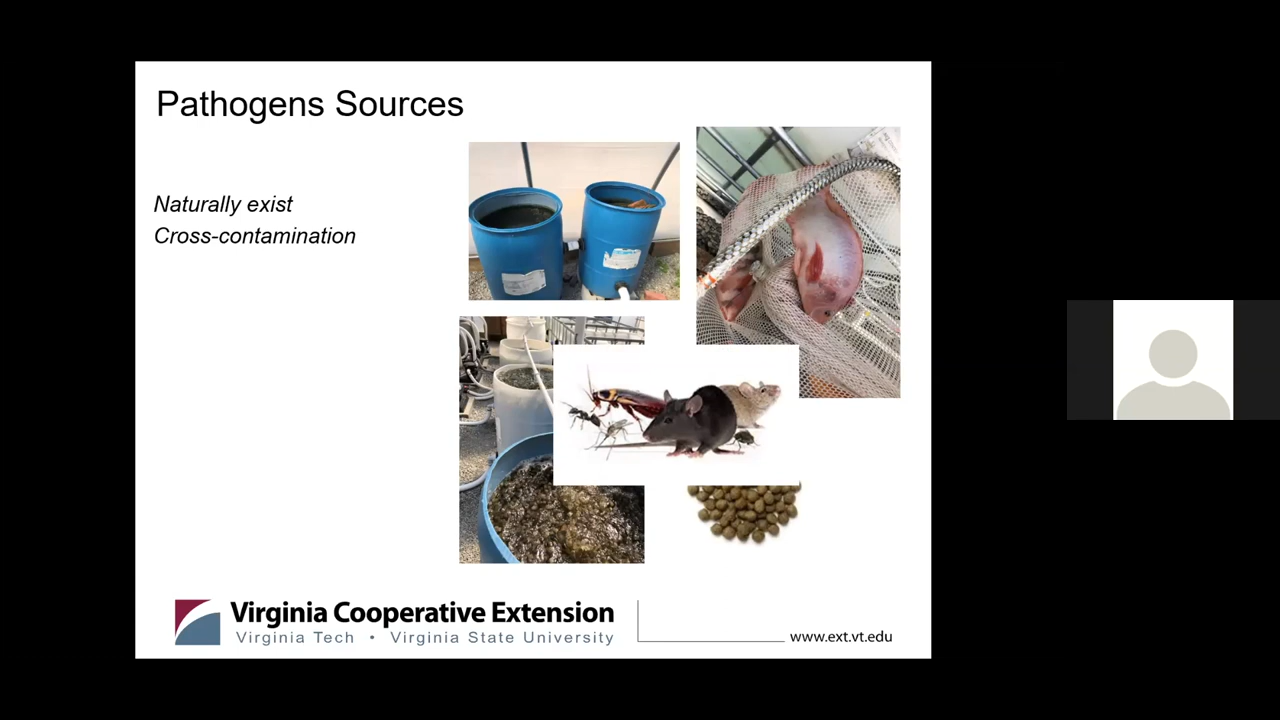 Pathogens Sources
Naturally exist
Cross-contamination
Virginia Cooperative Extension
Virginia Tech • Virginia State University
www.ext.vt.edu